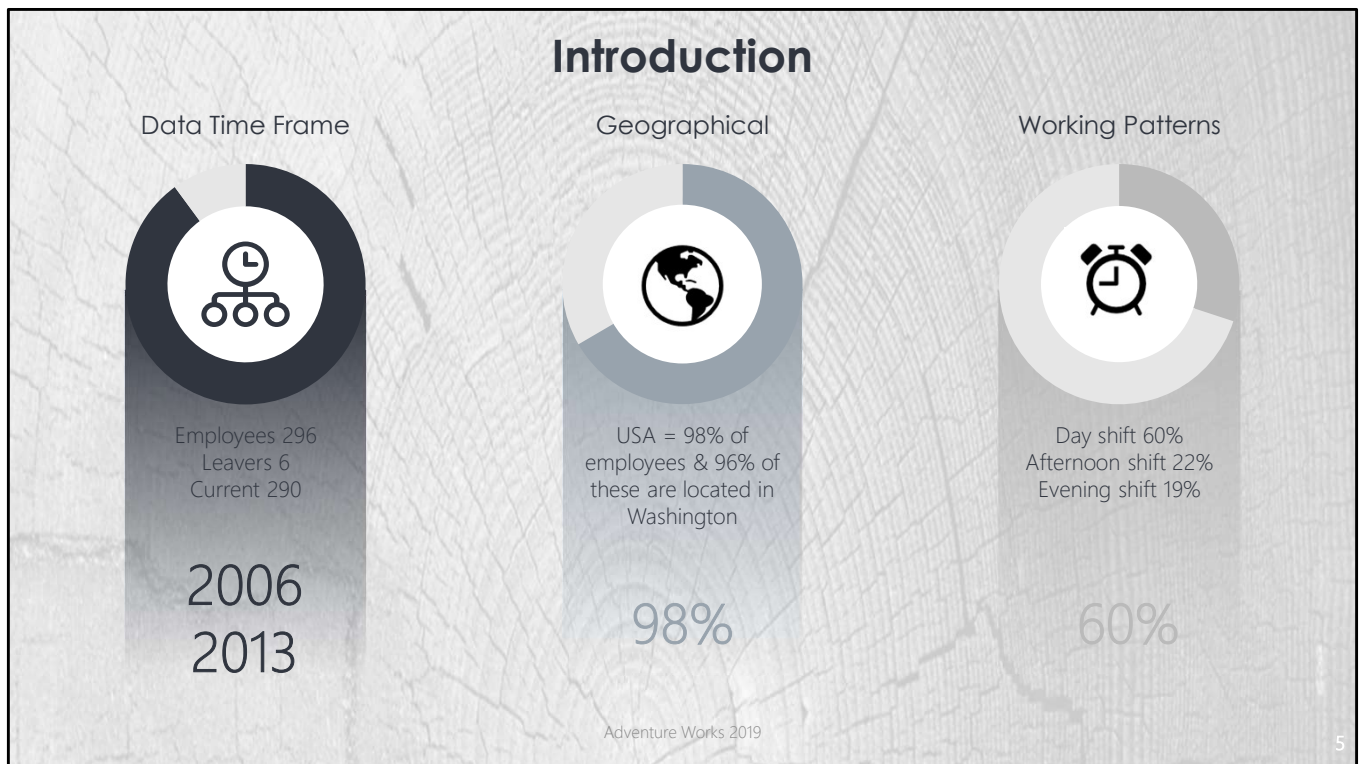 Introduction
Data Time Frame
Employees 296
Leavers 6
Current 290
2006
2013
Geographical
USA = 98% of
employees & 96% of
these are located in
Washington
98%
Working Patterns
Day shift 60%
Afternoon shift 22%
Evening shift 19%
60%
Adventure Works 2019
5